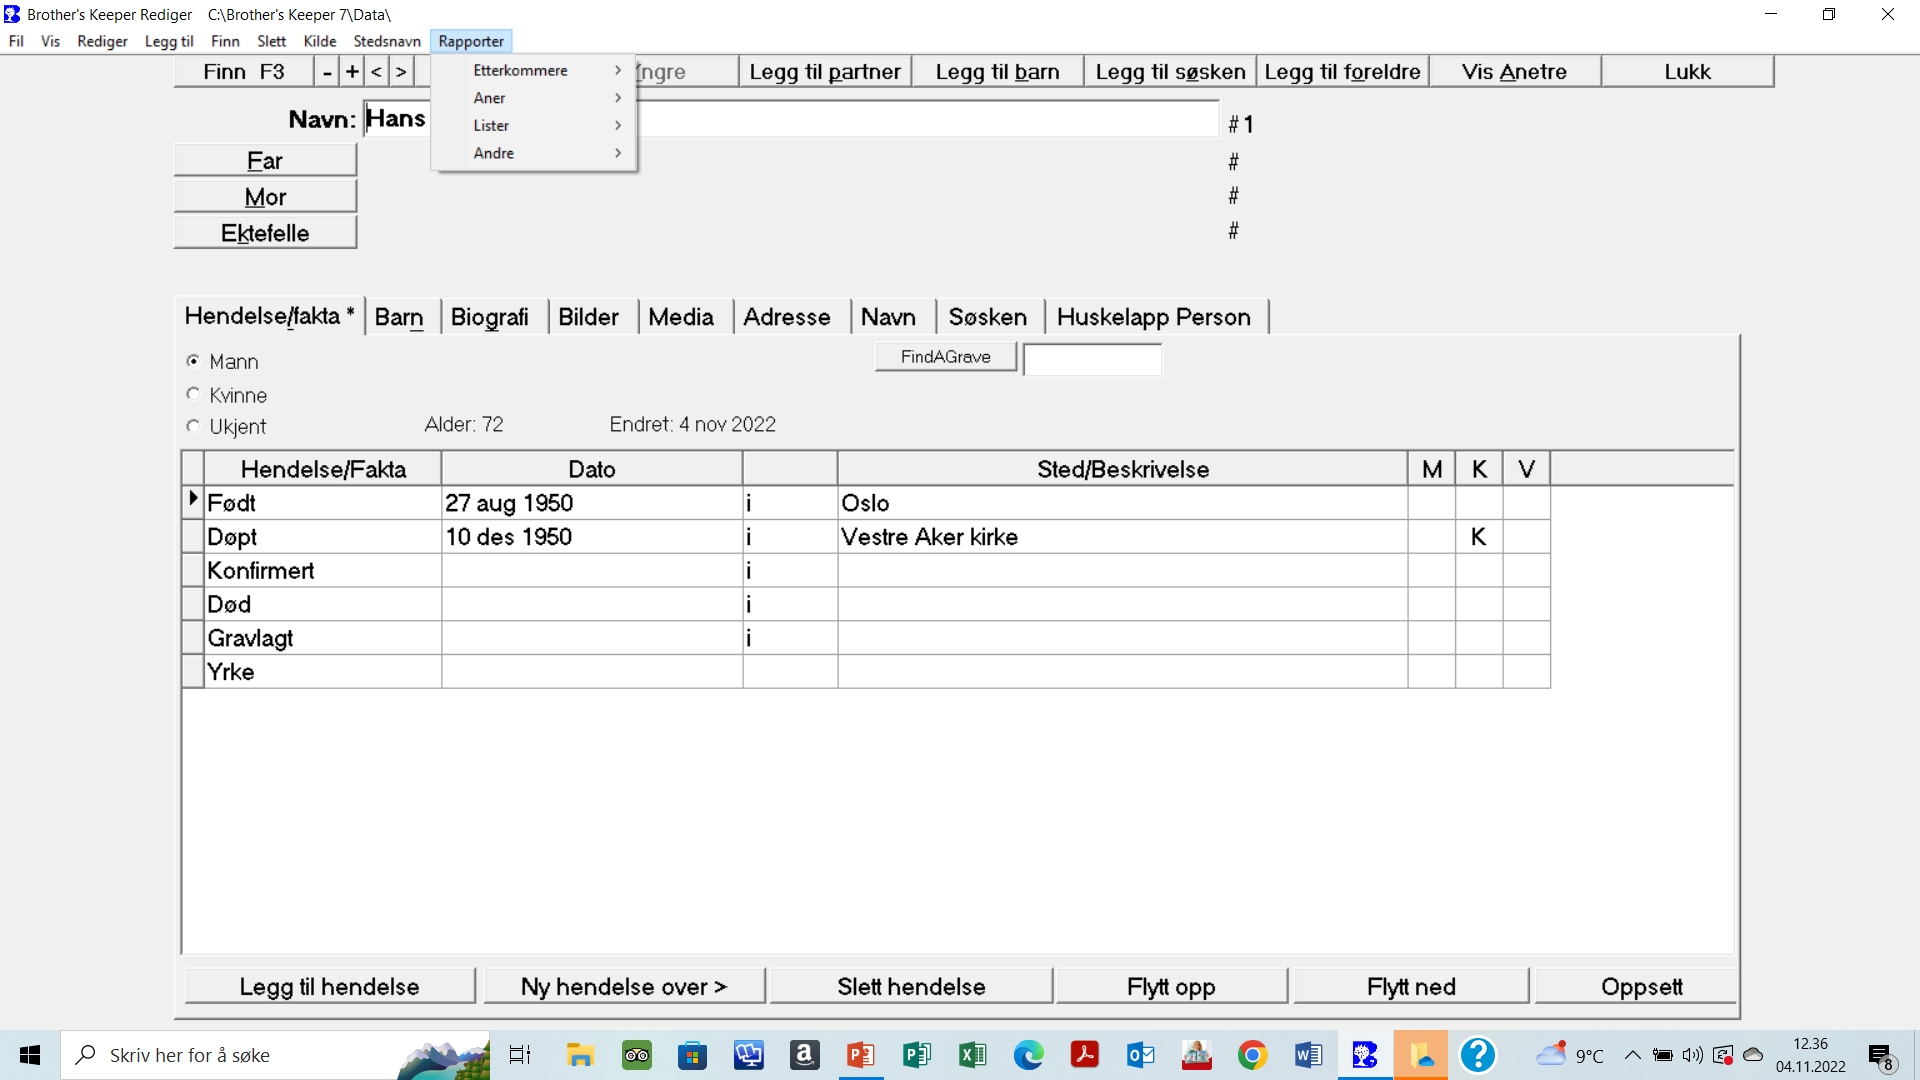 Brother's Keeper Rediger    C:\Brother's Keeper 7\Data\
Fil Vis Rediger Legg til Finn Slett Kilde Stedsnavn Rapporter
Finn F3 - + < > Legg til partner Legg til barn Legg til søsken Legg til foreldre Vis Anetre Lukk
Etterkommere >
Aner >
Lister >
Andre >
Navn: Hans # 1
Far #
Mor #
Ektefelle #
Hendelse/fakta * Barn Biografi Bilder Media Adresse Navn Søsken Huskelapp Person
Mann FindAGrave
Kvinne
Ukjent Alder: 72 Endret: 4 nov 2022
Hendelse/Fakta Dato Sted/Beskrivelse M K V
Født 27 aug 1950 i Oslo
Døpt 10 des 1950 i Vestre Aker kirke K
Konfirmert i
Død i
Gravlagt i
Yrke
Legg til hendelse Ny hendelse over > Slett hendelse Flytt opp Flytt ned Oppsett
Skriv her for å søke 9°C 12.36
04.11.2022 8